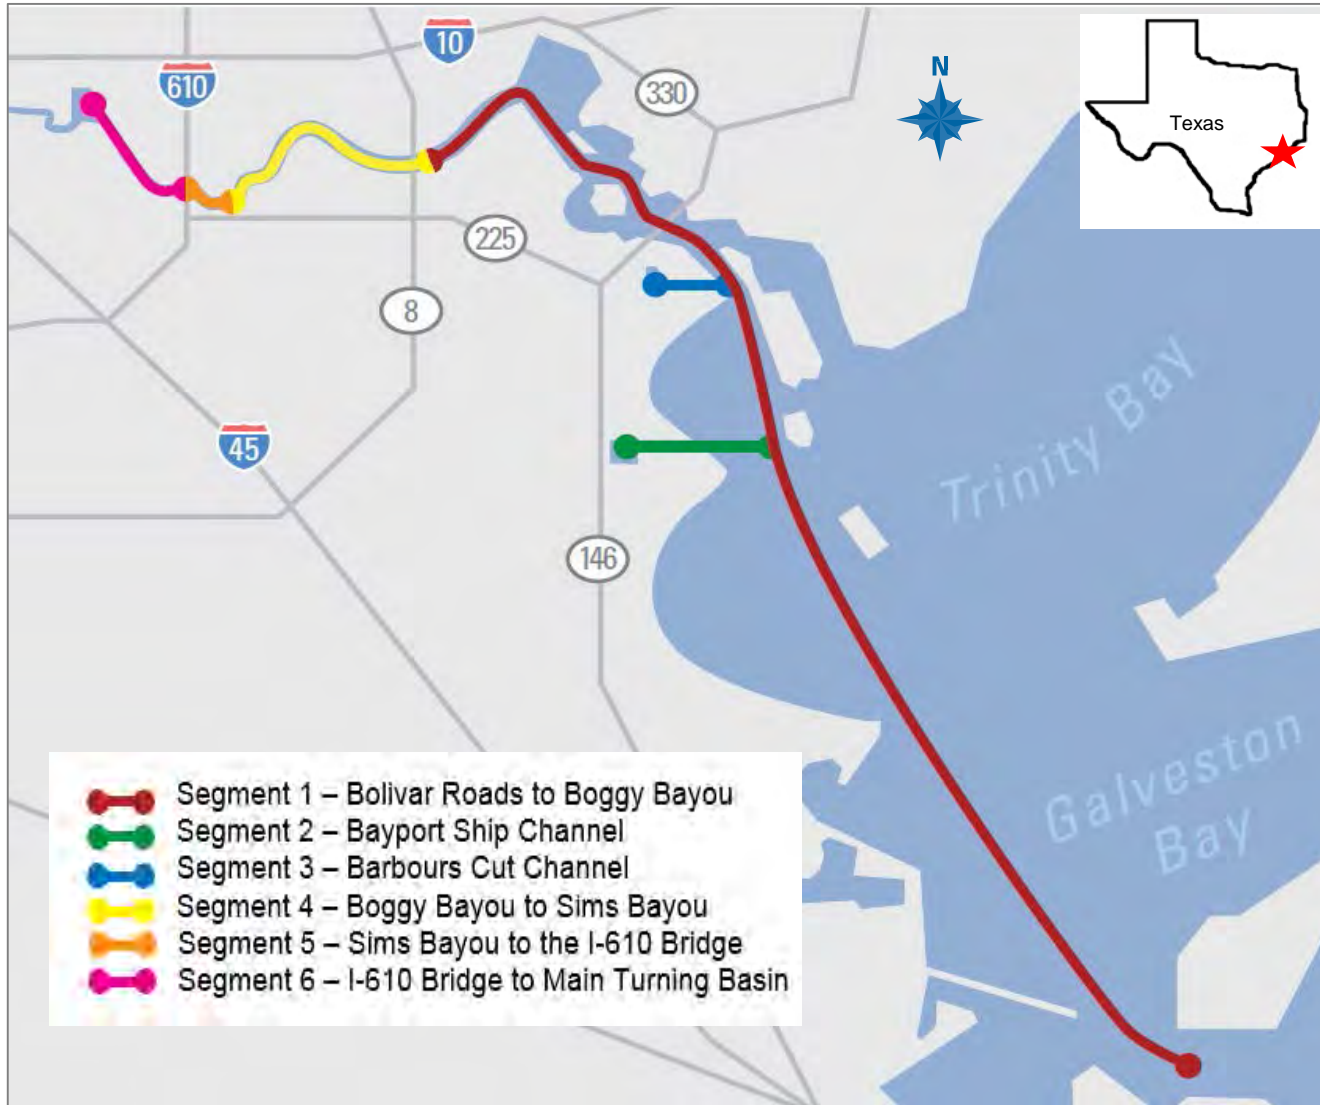 10
N
610
330
Texas
225
8
Trinity Bay
45
146
Galveston
Bay
Segment 1 – Bolivar Roads to Boggy Bayou
Segment 2 – Bayport Ship Channel
Segment 3 – Barbours Cut Channel
Segment 4 – Boggy Bayou to Sims Bayou
Segment 5 – Sims Bayou to the I-610 Bridge
Segment 6 – I-610 Bridge to Main Turning Basin